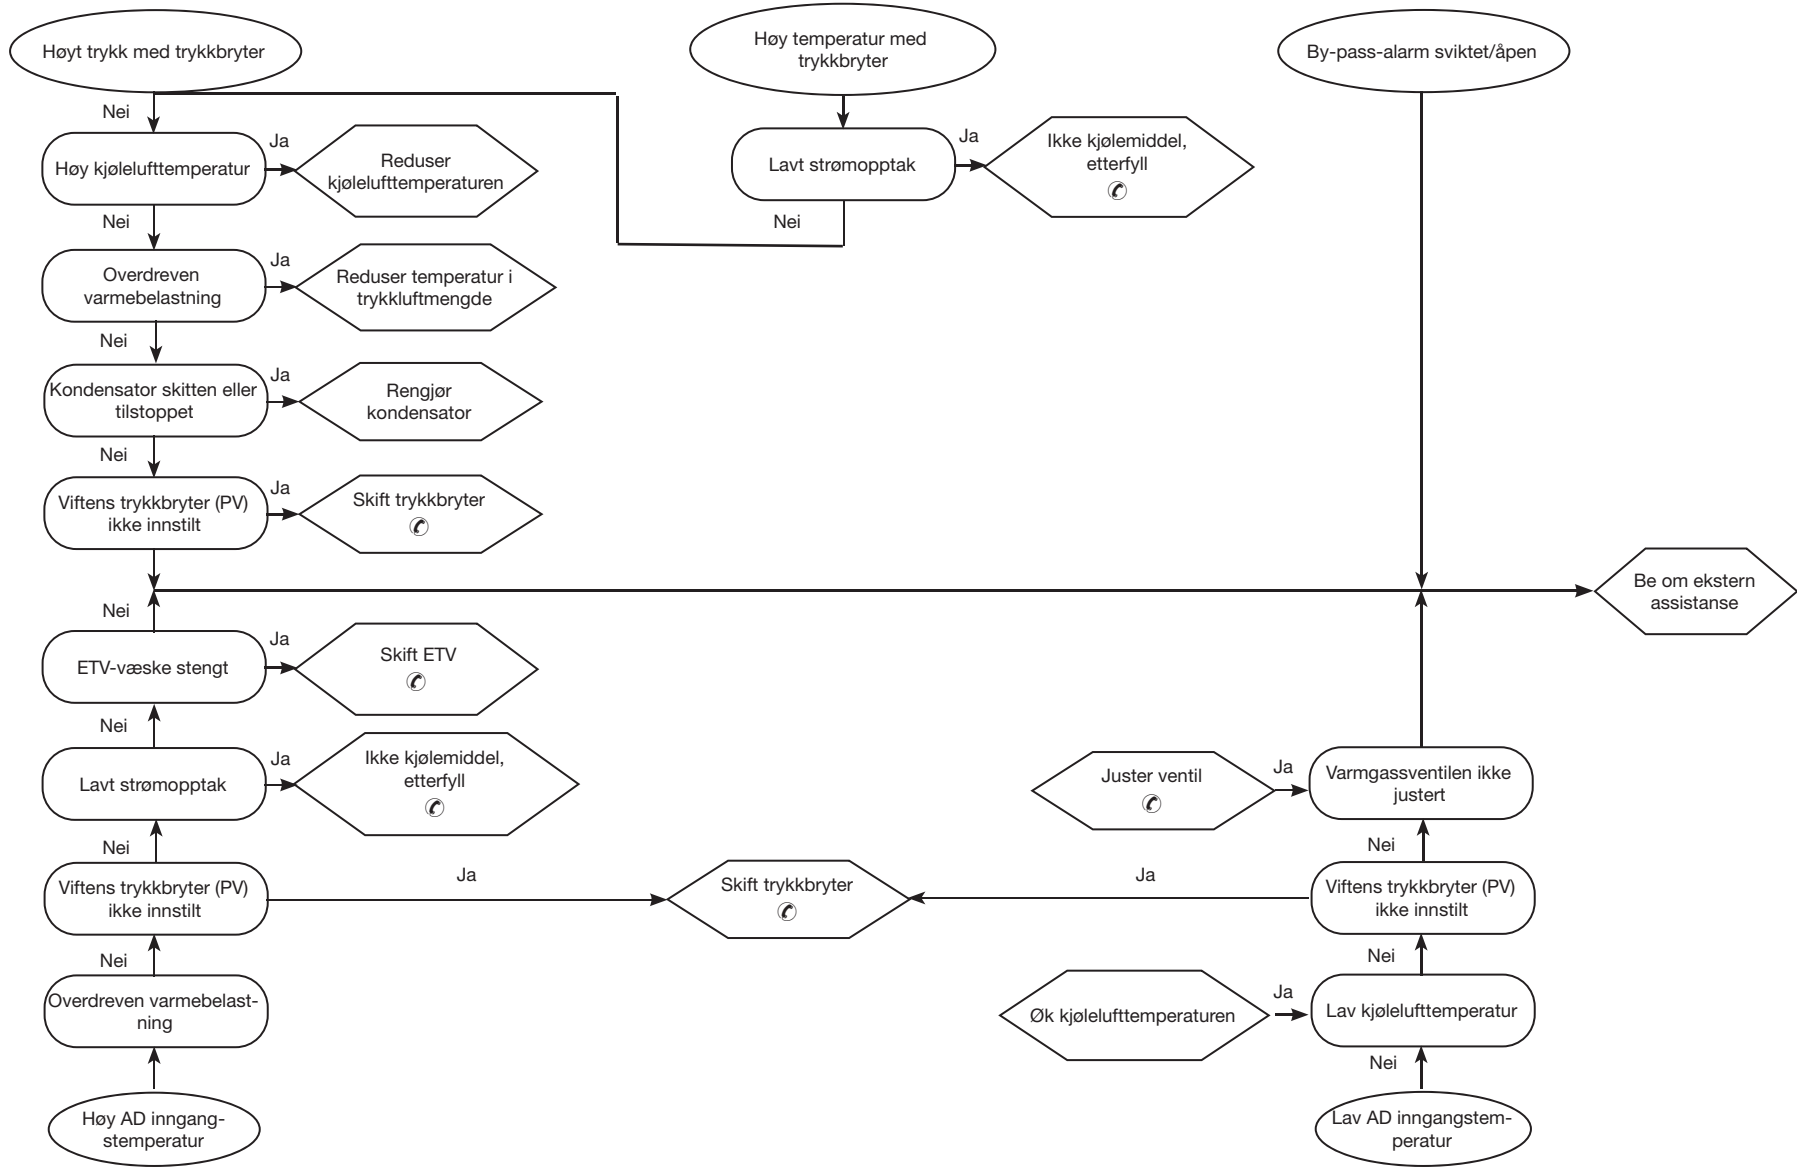 Høyt trykk med trykkbryter
Høy temperatur med
trykkbryter
By-pass-alarm sviktet/åpen
Nei
Høy kjølelufttemperatur
Ja
Reduser
kjølelufttemperaturen
Lavt strømopptak
Ja
Ikke kjølemiddel,
etterfyll
Nei
Nei
Overdreven
varmebelastning
Ja
Reduser temperatur i
trykkluftmengde
Nei
Kondensator skitten eller
tilstoppet
Ja
Rengjør
kondensator
Nei
Viftens trykkbryter (PV)
ikke innstilt
Ja
Skift trykkbryter
Be om ekstern
assistanse
Nei
ETV-væske stengt
Ja
Skift ETV
Nei
Lavt strømopptak
Ja
Ikke kjølemiddel,
etterfyll
Juster ventil
Ja
Varmgassventilen ikke
justert
Nei
Nei
Viftens trykkbryter (PV)
ikke innstilt
Ja
Skift trykkbryter
Ja
Viftens trykkbryter (PV)
ikke innstilt
Nei
Nei
Overdreven varmebelast-
ning
Øk kjølelufttemperaturen
Ja
Lav kjølelufttemperatur
Nei
Høy AD inngang-
stemperatur
Lav AD inngangstem-
peratur